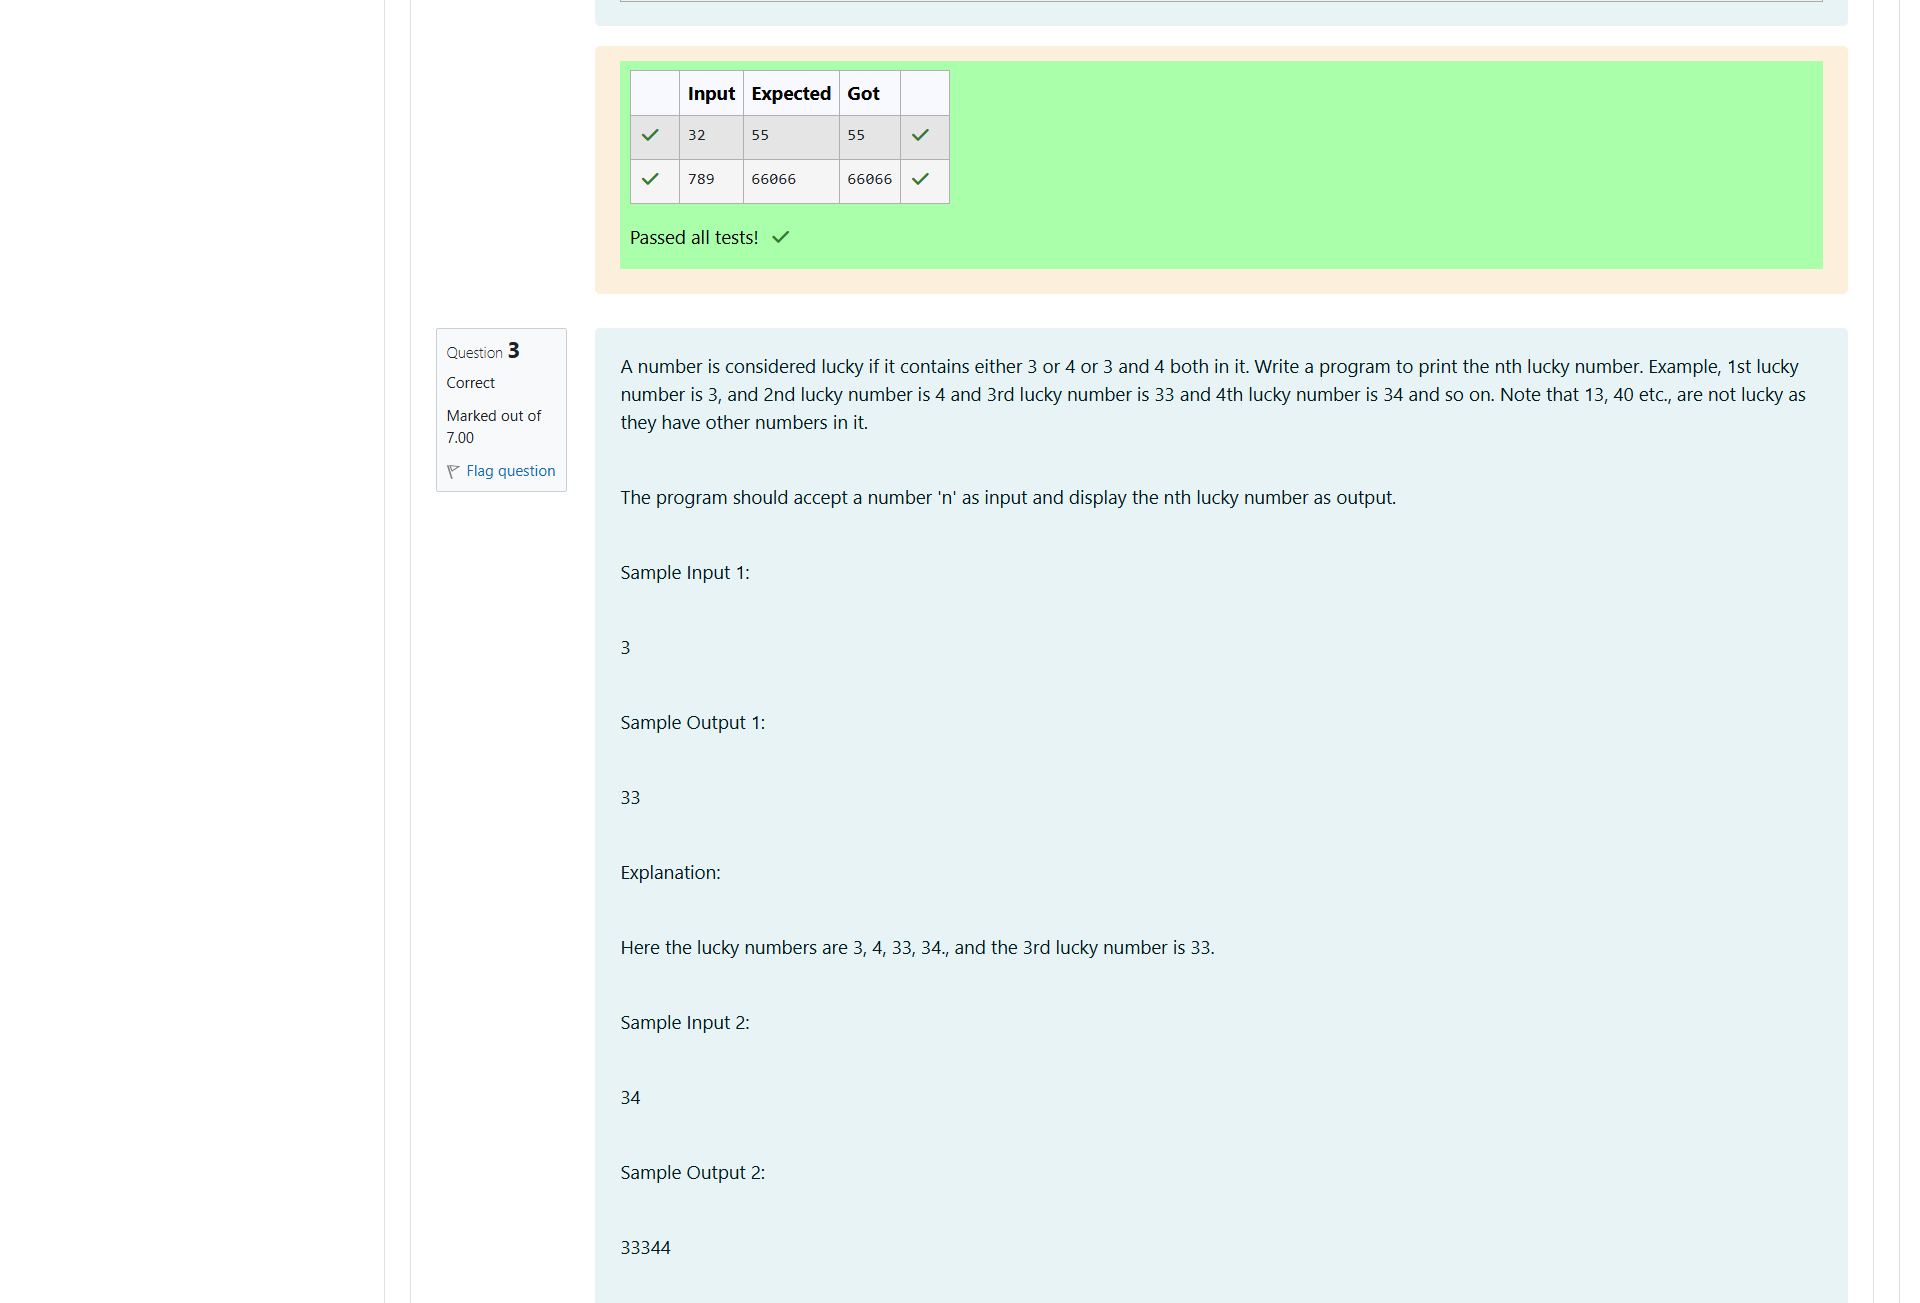 Input Expected Got
32 55 55
789 66066 66066
Passed all tests!
Question 3
Correct
Marked out of
7.00
Flag question
A number is considered lucky if it contains either 3 or 4 or 3 and 4 both in it. Write a program to print the nth lucky number. Example, 1st lucky
number is 3, and 2nd lucky number is 4 and 3rd lucky number is 33 and 4th lucky number is 34 and so on. Note that 13, 40 etc., are not lucky as
they have other numbers in it.
The program should accept a number 'n' as input and display the nth lucky number as output.
Sample Input 1:
3
Sample Output 1:
33
Explanation:
Here the lucky numbers are 3, 4, 33, 34., and the 3rd lucky number is 33.
Sample Input 2:
34
Sample Output 2:
33344